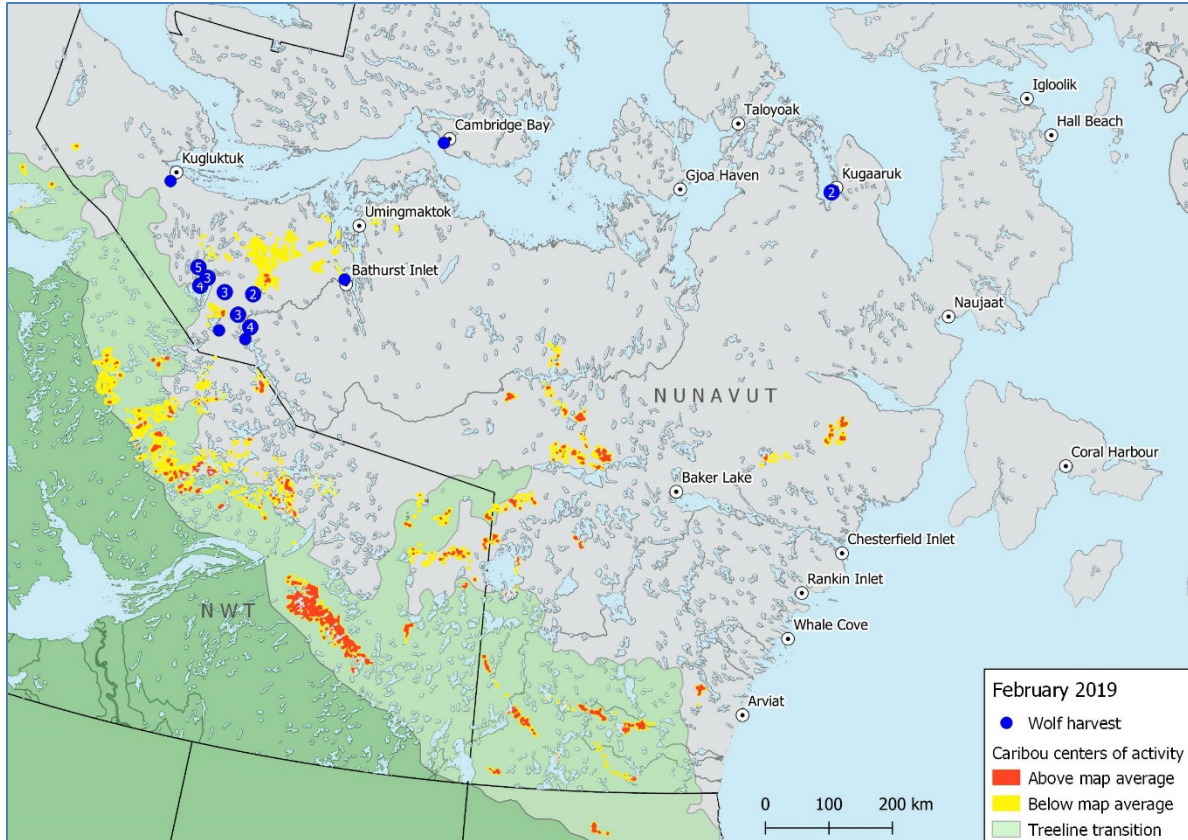 Igloolik
Hall Beach
Taloyoak
Cambridge Bay
Kugluktuk
Kugaaruk
2
Gjoa Haven
Umingmaktok
5
3
4
3
2
Bathurst Inlet
3
4
Naujaat
NUNAVUT
Coral Harbour
Baker Lake
Chesterfield Inlet
Rankin Inlet
NWT
Whale Cove
Arviat
February 2019
Wolf harvest
Caribou centers of activity
Above map average
Below map average
Treeline transition
0 100 200 km